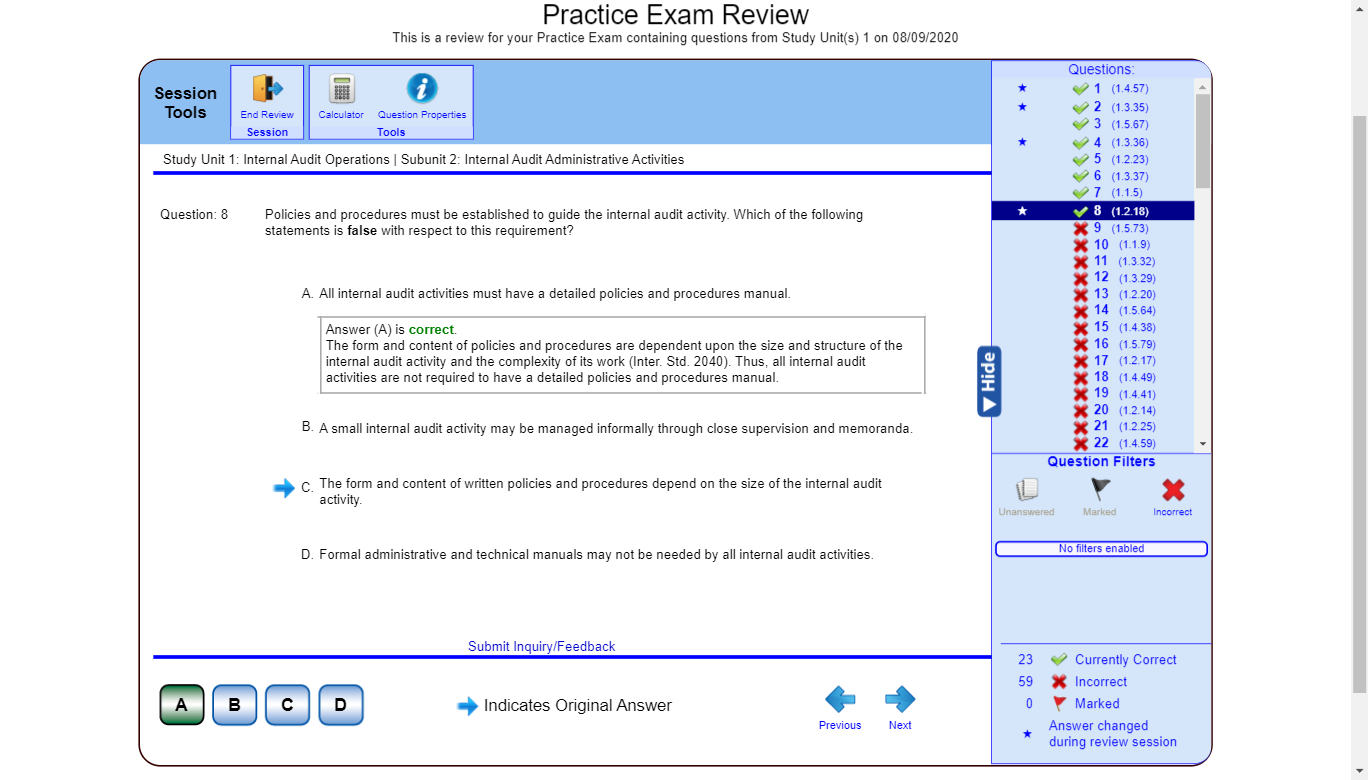 Practice Exam Review
This is a review for your Practice Exam containing questions from Study Unit(s) 1 on 08/09/2020
Session
Tools
End Review
Session
Calculator
Question Properties
Tools
Study Unit 1: Internal Audit Operations | Subunit 2: Internal Audit Administrative Activities
Question: 8
Policies and procedures must be established to guide the internal audit activity. Which of the following
statements is false with respect to this requirement?
A. All internal audit activities must have a detailed policies and procedures manual.
Answer (A) is correct.
The form and content of policies and procedures are dependent upon the size and structure of the
internal audit activity and the complexity of its work (Inter. Std. 2040). Thus, all internal audit
activities are not required to have a detailed policies and procedures manual.
B. A small internal audit activity may be managed informally through close supervision and memoranda.
C. The form and content of written policies and procedures depend on the size of the internal audit
activity.
D. Formal administrative and technical manuals may not be needed by all internal audit activities.
Submit Inquiry/Feedback
A
B
C
D
Indicates Original Answer
Previous
Next
Questions:
1 (1.4.57)
2 (1.3.35)
3 (1.5.67)
4 (1.3.36)
5 (1.2.23)
6 (1.3.37)
7 (1.1.5)
8 (1.2.18)
9 (1.5.73)
10 (1.1.9)
11 (1.3.32)
12 (1.3.29)
13 (1.2.20)
14 (1.5.64)
15 (1.4.38)
16 (1.5.79)
17 (1.2.17)
18 (1.4.49)
19 (1.4.41)
20 (1.2.14)
21 (1.2.25)
22 (1.4.59)
Hide
Question Filters
Unanswered
Marked
Incorrect
No filters enabled
23 Currently Correct
59 Incorrect
0 Marked
Answer changed
during review session